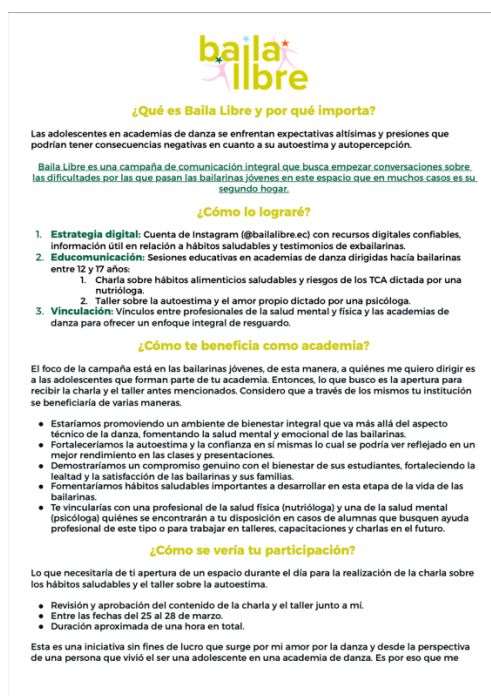 baila
libre
¿Qué es Baila Libre y por qué importa?
Las adolescentes en academias de danza se enfrentan expectativas altísimas y presiones que
podrían tener consecuencias negativas en cuanto a su autoestima y autopercepción.
Baila Libre es una campaña de comunicación integral que busca empezar conversaciones sobre
las dificultades por las que pasan las bailarinas jóvenes en este espacio que en muchos casos es su
segundo hogar.
¿Cómo lo lograré?
1. Estrategia digital: Cuenta de Instagram (@bailalibre.ec) con recursos digitales confiables,
información útil en relación a hábitos saludables y testimonios de exbailarinas.
2. Educomunicación: Sesiones educativas en academias de danza dirigidas hacía bailarinas
entre 12 y 17 años:
1. Charla sobre hábitos alimenticios saludables y riesgos de los TCA dictada por una
nutrióloga.
2. Taller sobre la autoestima y el amor propio dictado por una psicóloga.
3. Vinculación: Vínculos entre profesionales de la salud mental y física y las academias de
danza para ofrecer un enfoque integral de resguardo.
¿Cómo te beneficia como academia?
El foco de la campaña está en las bailarinas jóvenes, de esta manera, a quiénes me quiero dirigir es
a las adolescentes que forman parte de tu academia. Entonces, lo que busco es la apertura para
recibir la charla y el taller antes mencionados. Considero que a través de los mismos tu institución
se beneficiaría de varias maneras.
● Estaríamos promoviendo un ambiente de bienestar integral que va más allá del aspecto
técnico de la danza, fomentando la salud mental y emocional de las bailarinas.
● Fortaleceríamos la autoestima y la confianza en sí mismas lo cual se podría ver reflejado en un
mejor rendimiento en las clases y presentaciones.
● Demostraríamos un compromiso genuino con el bienestar de sus estudiantes, fortaleciendo la
lealtad y la satisfacción de las bailarinas y sus familias.
● Fomentaríamos hábitos saludables importantes a desarrollar en esta etapa de la vida de las
bailarinas.
● Te vincularías con una profesional de la salud física (nutrióloga) y una de la salud mental
(psicóloga) quiénes se encontrarán a tu disposición en casos de alumnas que busquen ayuda
profesional de este tipo o para trabajar en talleres, capacitaciones y charlas en el futuro.
¿Cómo se vería tu participación?
Lo que necesitaría de ti apertura de un espacio durante el día para la realización de la charla sobre
los hábitos saludables y el taller sobre la autoestima.
● Revisión y aprobación del contenido de la charla y el taller junto a mí.
● Entre las fechas del 25 al 28 de marzo.
● Duración aproximada de una hora en total.
Esta es una iniciativa sin fines de lucro que surge por mi amor por la danza y desde la perspectiva
de una persona que vivió el ser una adolescente en una academia de danza. Es por eso que me